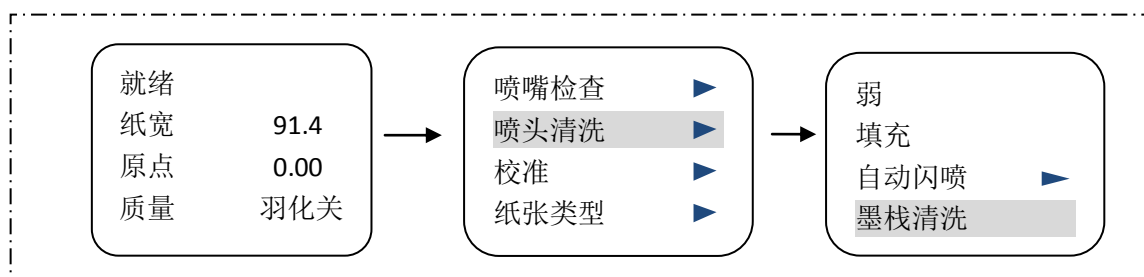 就绪
纸宽 91.4
原点 0.00
质量 羽化关
喷嘴检查
喷头清洗
校准
纸张类型
弱
填充
自动闪喷
墨栈清洗